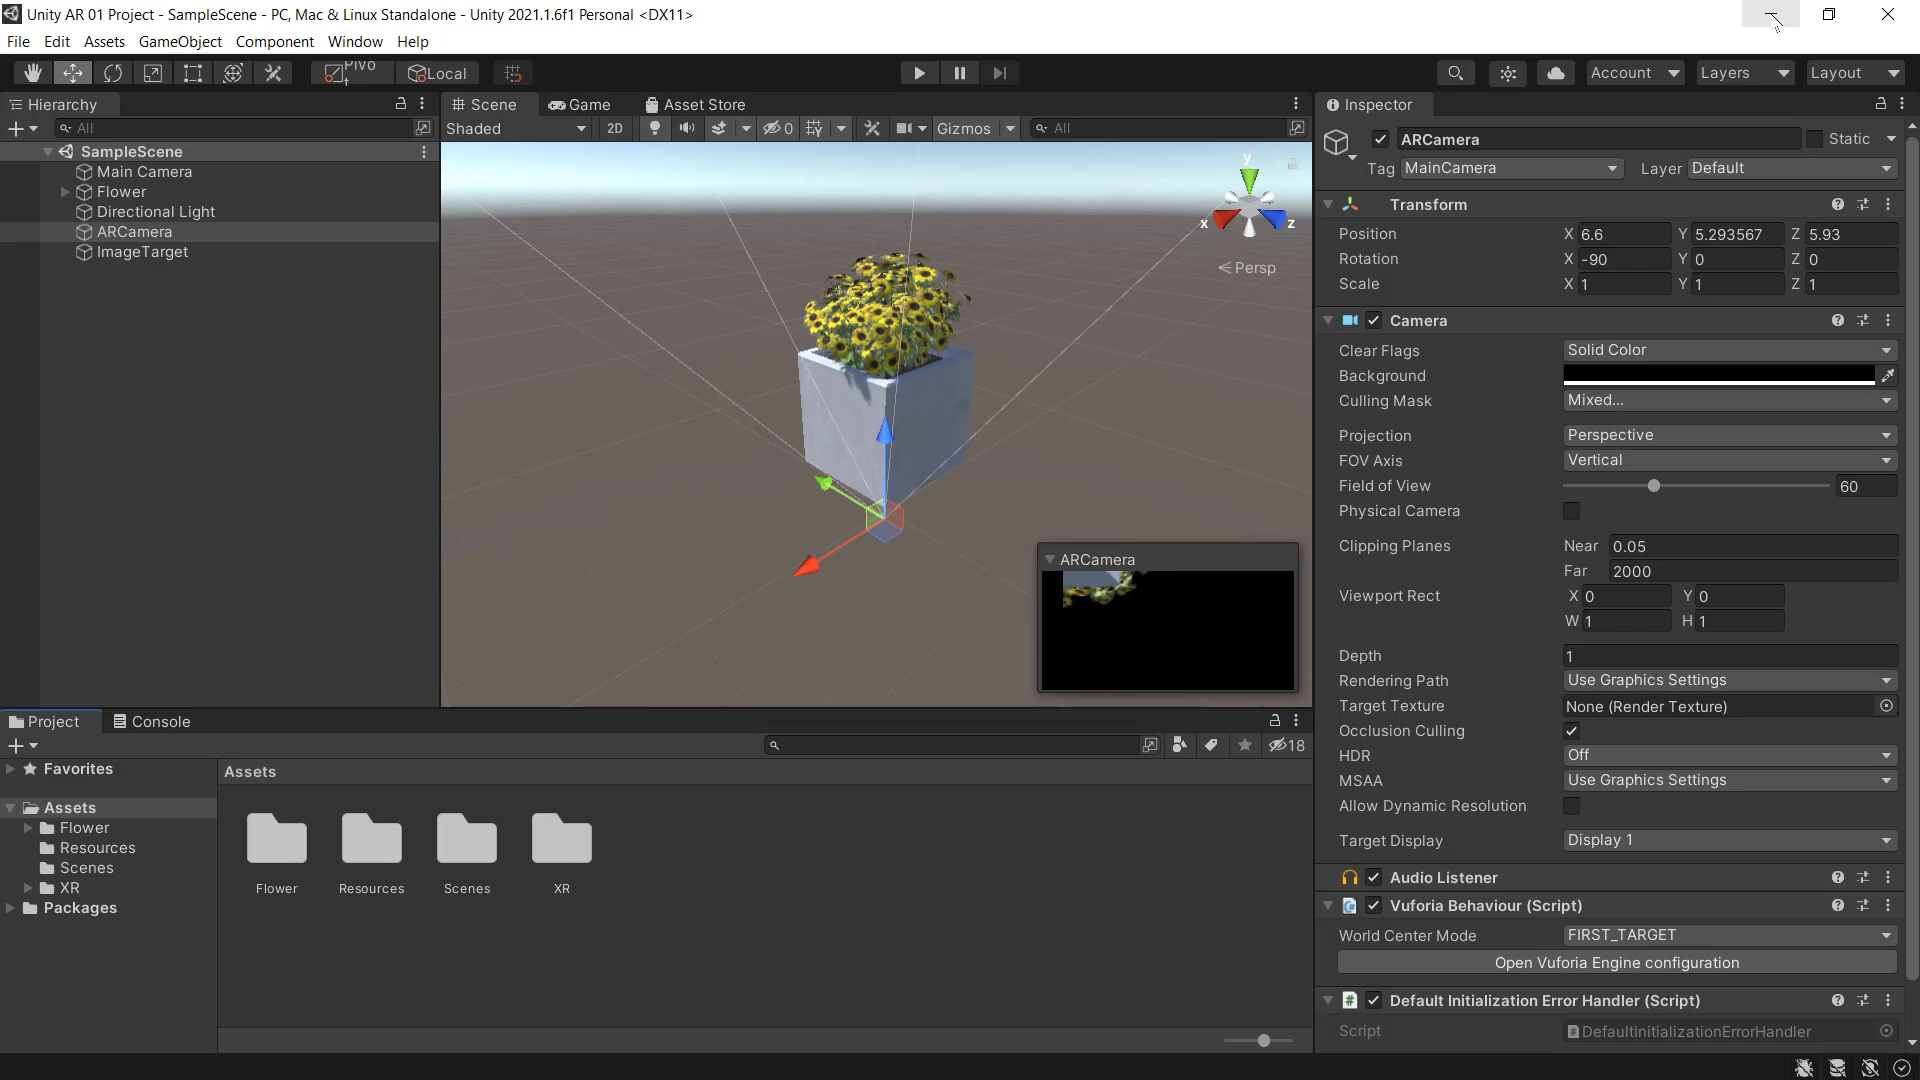 Unity AR 01 Project - SampleScene - PC, Mac & Linux Standalone - Unity 2021.1.6f1 Personal <DX11>
File Edit Assets GameObject Component Window Help
Pivot Local Account Layers Layout
Hierarchy
All
SampleScene
Main Camera
Flower
Directional Light
ARCamera
ImageTarget
Scene Game Asset Store
Shaded 2D 0 Gizmos All
y
x z
Persp
ARCamera
Project Console
18
Favorites
Assets
Flower
Resources
Scenes
XR
Packages
Assets
Flower Resources Scenes XR
Inspector
ARCamera Static
Tag MainCamera Layer Default
Transform
Position X 6.6 Y 5.293567 Z 5.93
Rotation X -90 Y 0 Z 0
Scale X 1 Y 1 Z 1
Camera
Clear Flags Solid Color
Background
Culling Mask Mixed...
Projection Perspective
FOV Axis Vertical
Field of View 60
Physical Camera
Clipping Planes Near 0.05
Far 2000
Viewport Rect X 0 Y 0
W 1 H 1
Depth 1
Rendering Path Use Graphics Settings
Target Texture None (Render Texture)
Occlusion Culling
HDR Off
MSAA Use Graphics Settings
Allow Dynamic Resolution
Target Display Display 1
Audio Listener
Vuforia Behaviour (Script)
World Center Mode FIRST_TARGET
Open Vuforia Engine configuration
Default Initialization Error Handler (Script)
Script DefaultInitializationErrorHandler